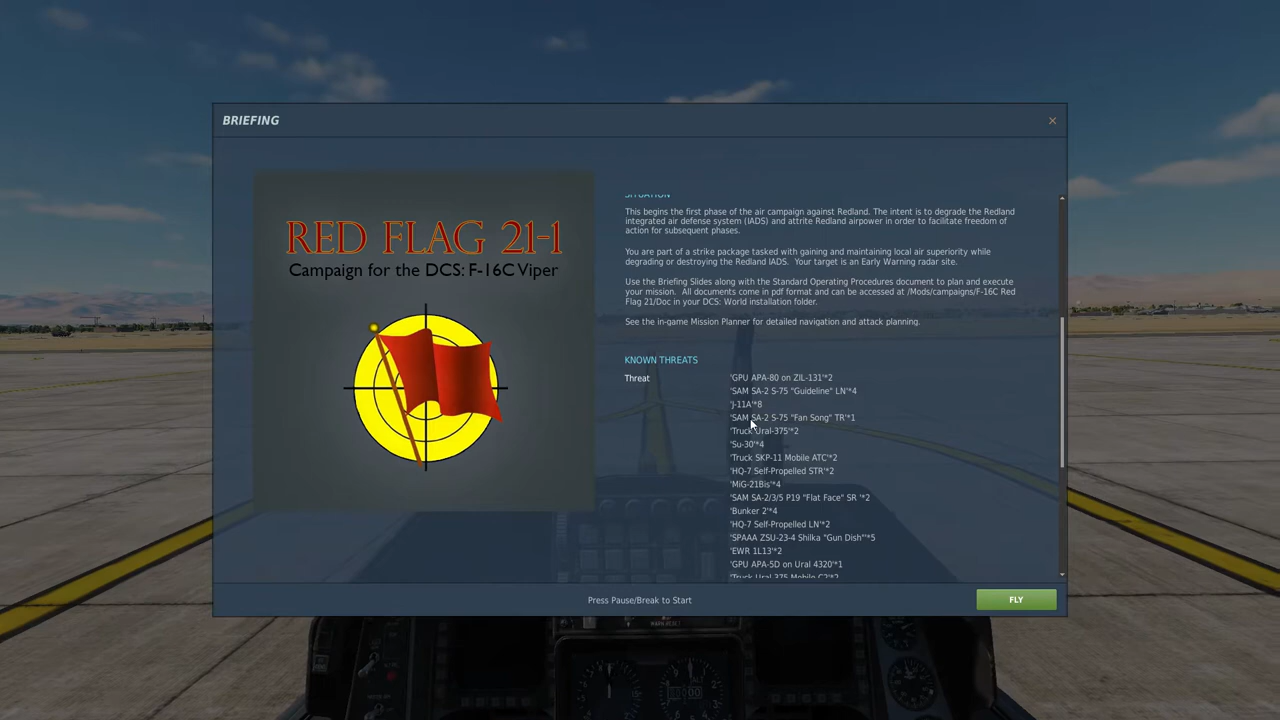 BRIEFING
RED FLAG 21-1
Campaign for the DCS: F-16C Viper
SITUATION
This begins the first phase of the air campaign against Redland. The intent is to degrade the Redland
integrated air defense system (IADS) and attrite Redland airpower in order to facilitate freedom of
action for subsequent phases.
You are part of a strike package tasked with gaining and maintaining local air superiority while
degrading or destroying the Redland IADS. Your target is an Early Warning radar site.
Use the Briefing Slides along with the Standard Operating Procedures document to plan and execute
your mission. All documents come in pdf format and can be accessed at /Mods/campaigns/F-16C Red
Flag 21/Doc in your DCS: World installation folder.
See the in-game Mission Planner for detailed navigation and attack planning.
KNOWN THREATS
Threat
'GPU APA-80 on ZIL-131'*2
'SAM SA-2 S-75 "Guideline" LN'*4
'J-11A'*8
'SAM SA-2 S-75 "Fan Song" TR'*1
'Truck Ural-375'*2
'Su-30'*4
'Truck SKP-11 Mobile ATC'*2
'HQ-7 Self-Propelled STR'*2
'MiG-21Bis'*4
'SAM SA-2/3/5 P19 "Flat Face" SR '*2
'Bunker 2'*4
'HQ-7 Self-Propelled LN'*2
'SPAAA ZSU-23-4 Shilka "Gun Dish"'*5
'EWR 1L13'*2
'GPU APA-5D on Ural 4320'*1
'Truck Ural-375 Mobile C2'*2
Press Pause/Break to Start
FLY